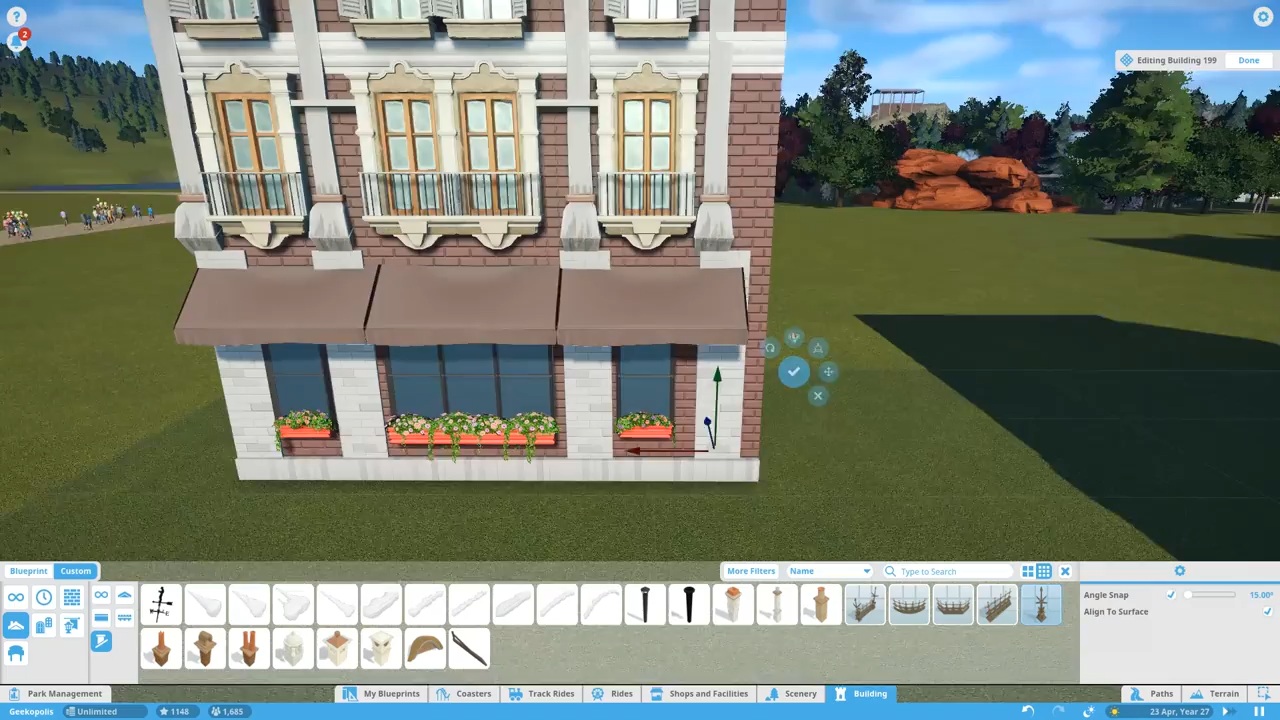 ?
2
Editing Building 199 Done
Blueprint Custom More Filters Name Type to Search
Angle Snap 15.00°
Align To Surface
Park Management My Blueprints Coasters Track Rides Rides Shops and Facilities Scenery Building Paths Terrain
Geekopolis Unlimited 1148 1,685 23 Apr, Year 27